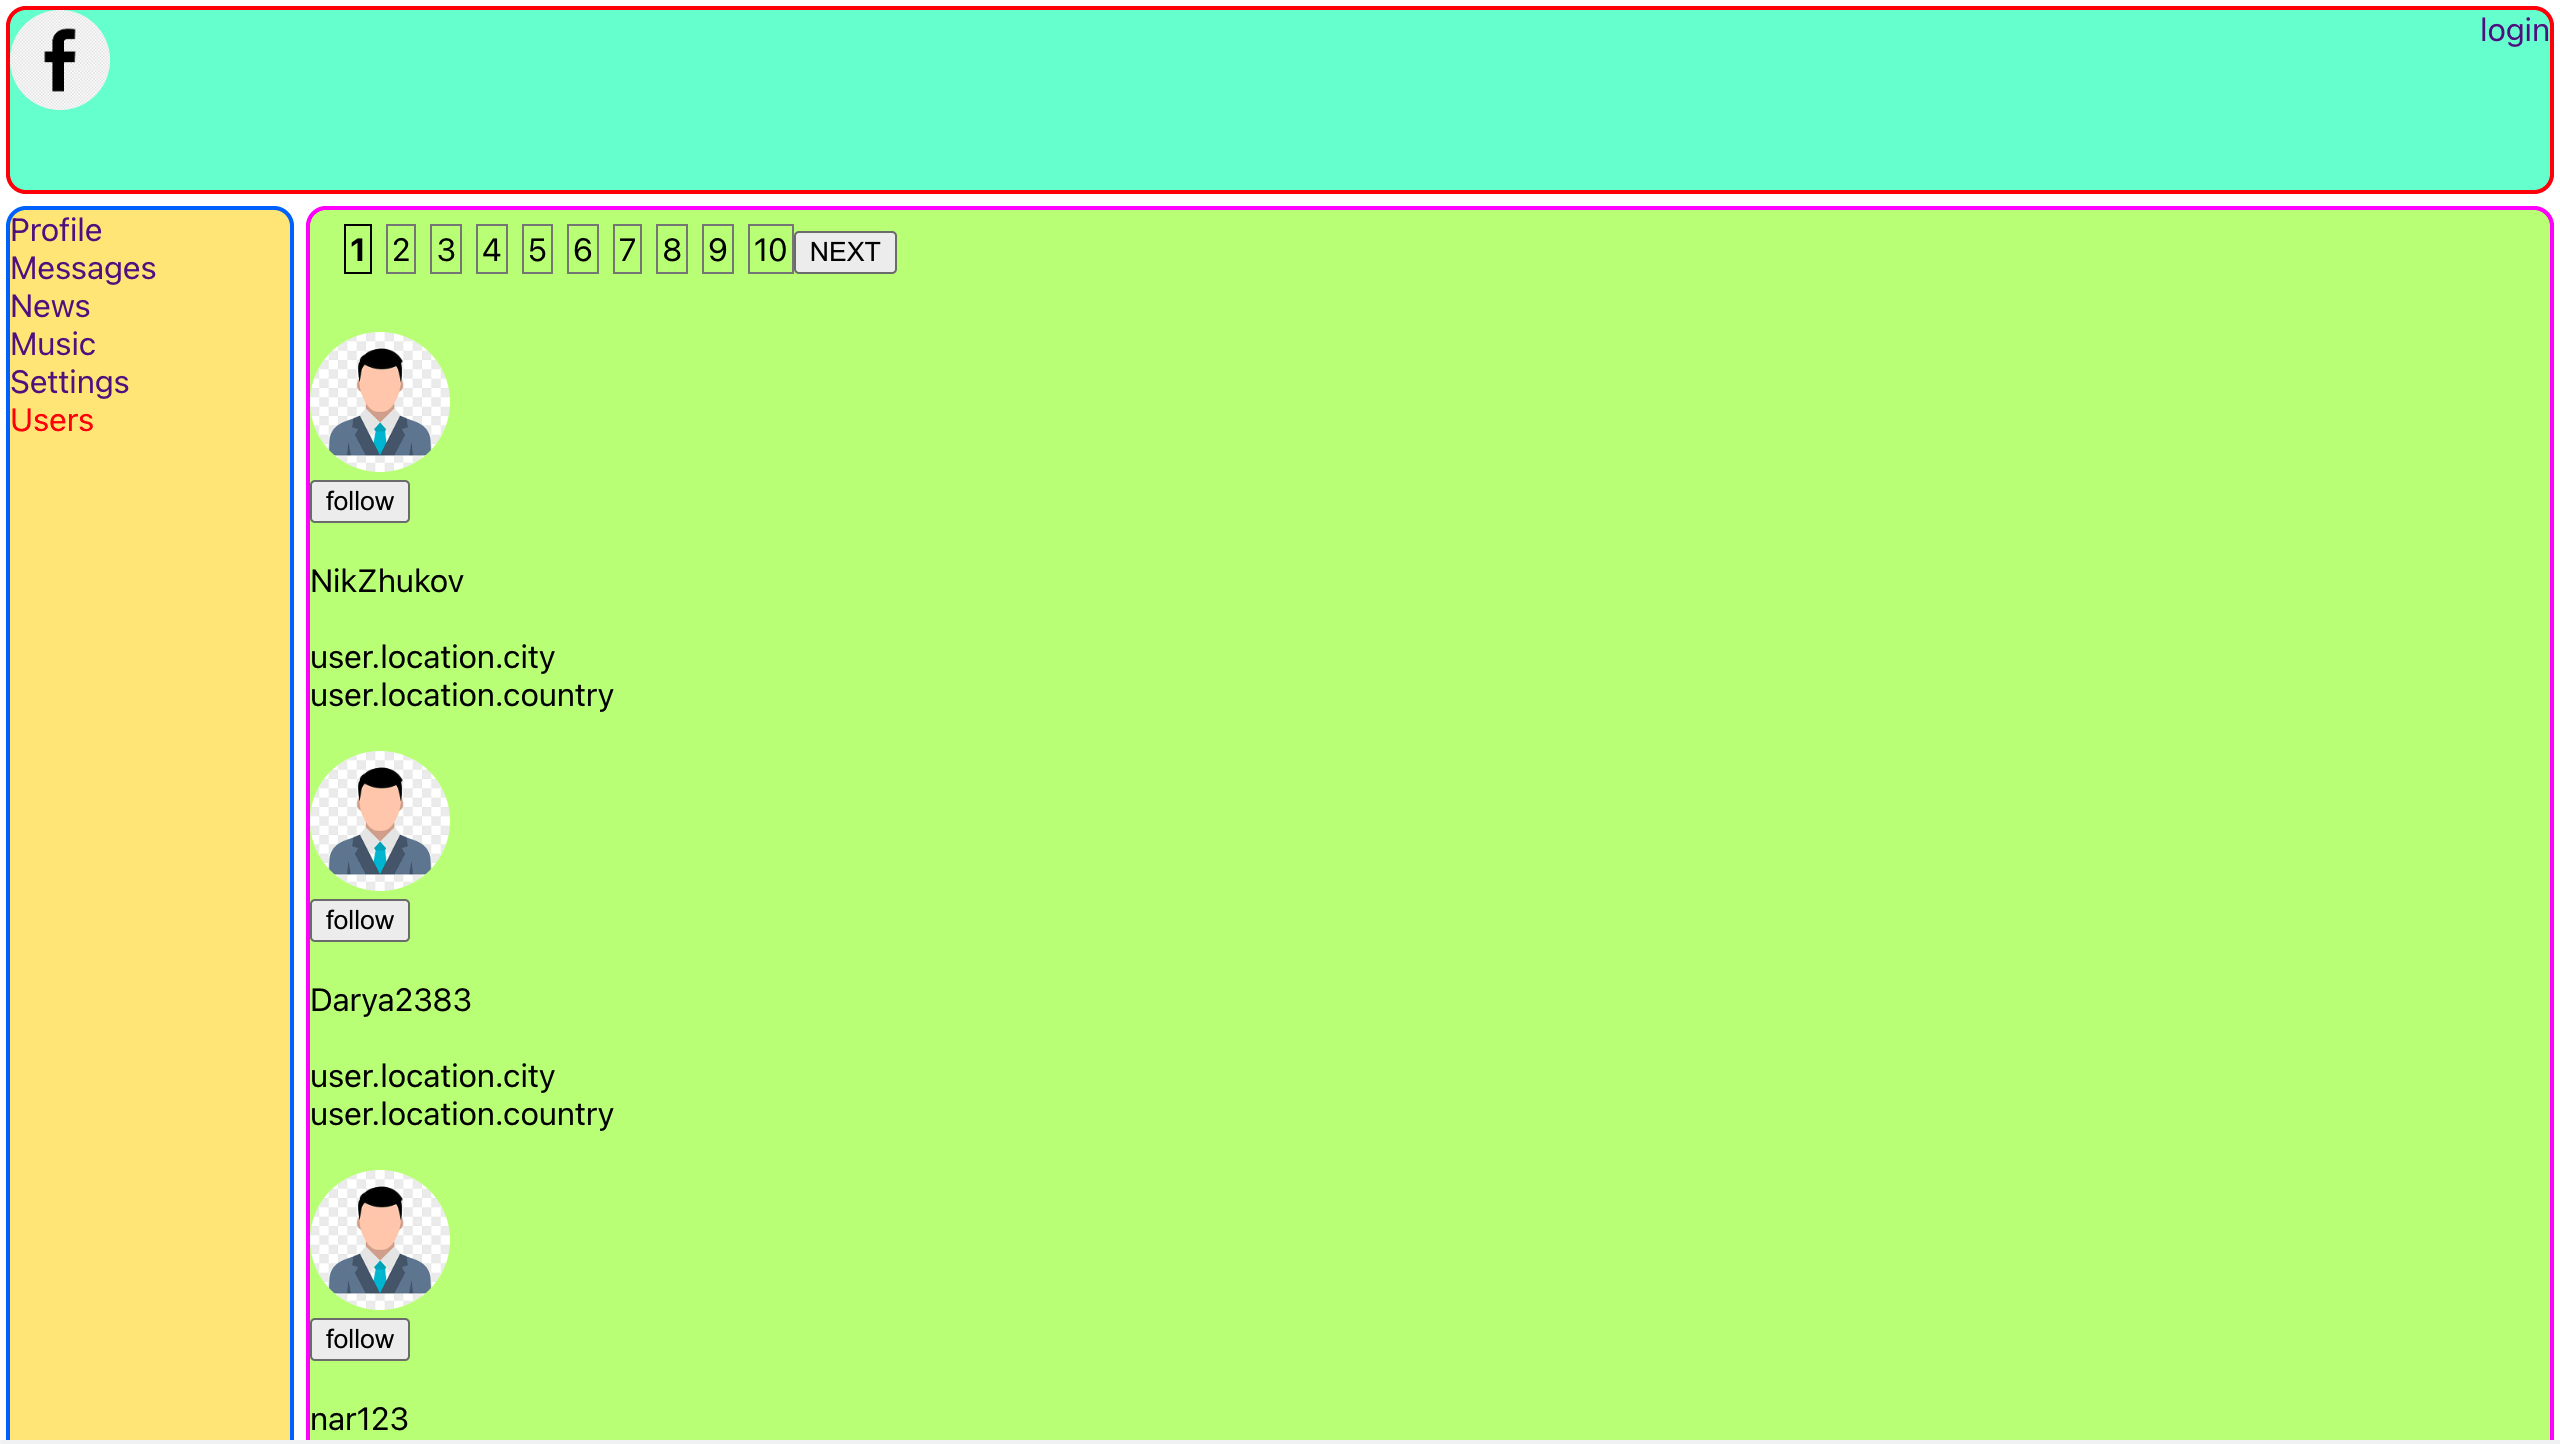 f
login
Profile
Messages
News
Music
Settings
Users
1 2 3 4 5 6 7 8 9 10 NEXT
follow
NikZhukov
user.location.city
user.location.country
follow
Darya2383
user.location.city
user.location.country
follow
nar123